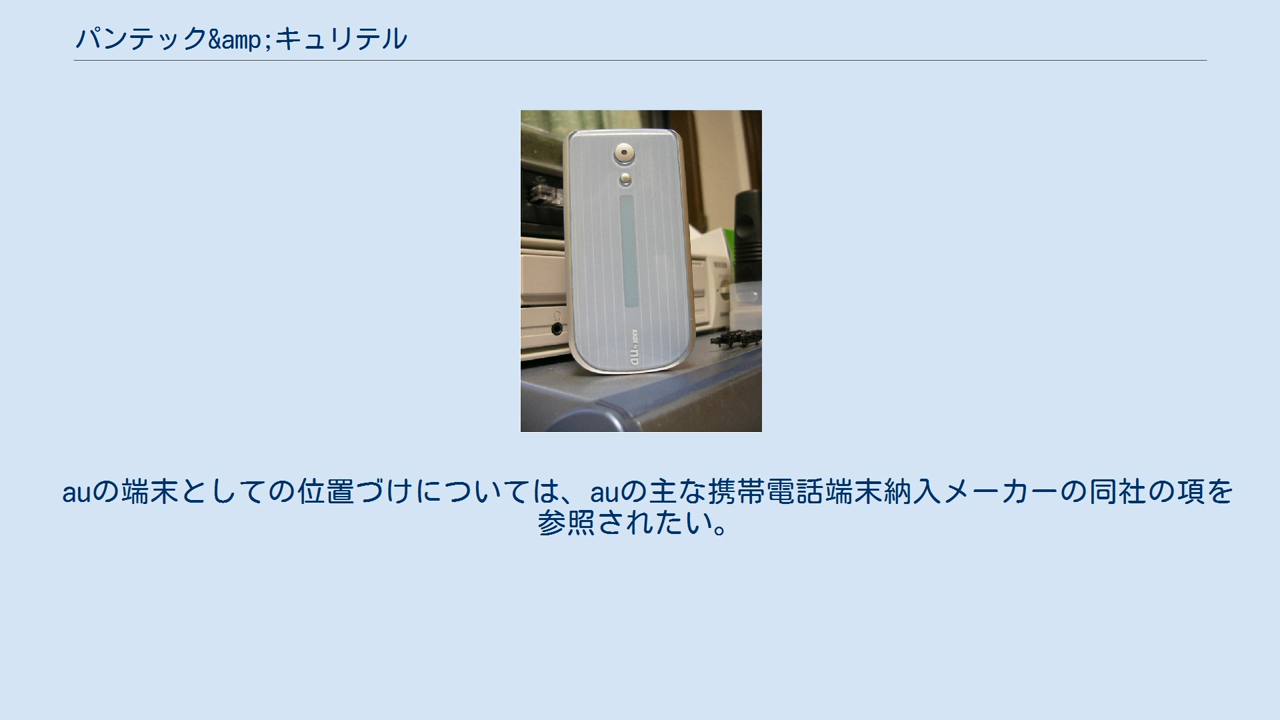 パンテック&amp;キュリテル
au
auの端末としての位置づけについては、auの主な携帯電話端末納入メーカーの同社の項を
参照されたい。